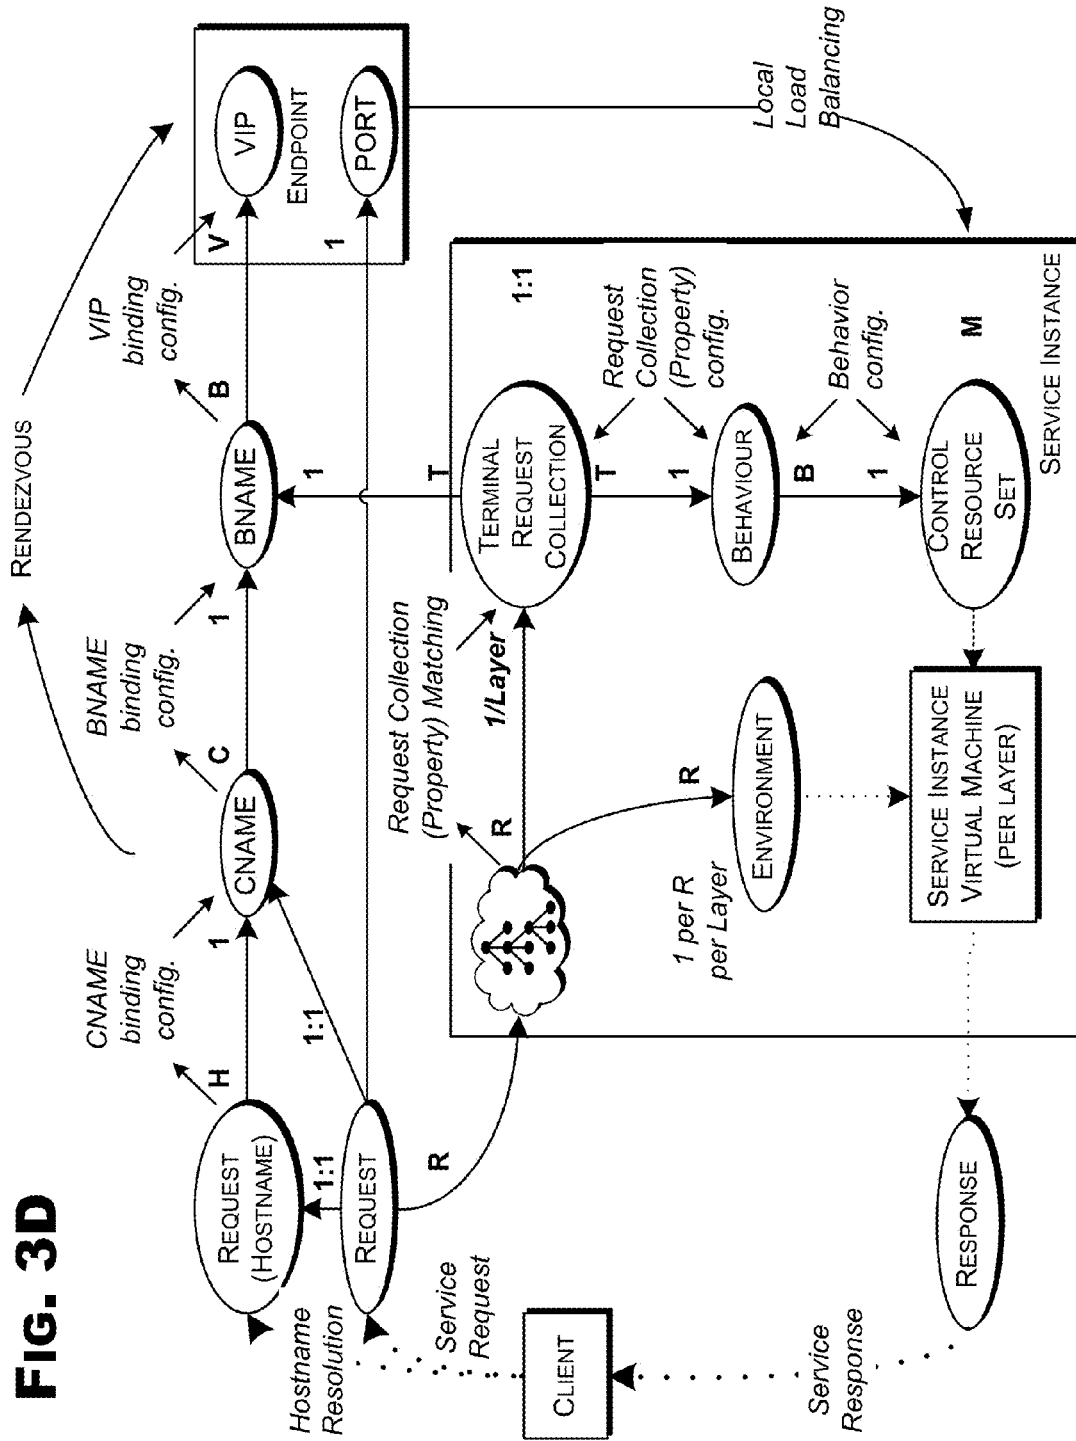 FIG. 3D
RENDEZVOUS
CNAME
binding
config.
BNAME
binding
config.
VIP
binding
config.
REQUEST
(HOSTNAME)
H
1
CNAME
C
1
BNAME
B
V
VIP
ENDPOINT
PORT
1
1:1
1:1
REQUEST
R
1
T
Hostname
Resolution
Service
Request
CLIENT
Service
Response
RESPONSE
Local
Load
Balancing
Request Collection
(Property) Matching
R
1/Layer
TERMINAL
REQUEST
COLLECTION
1:1
T
1
Request
Collection
(Property)
config.
R
1 per R
per Layer
ENVIRONMENT
BEHAVIOUR
B
1
Behavior
config.
SERVICE INSTANCE
VIRTUAL MACHINE
(PER LAYER)
CONTROL
RESOURCE
SET
M
SERVICE INSTANCE